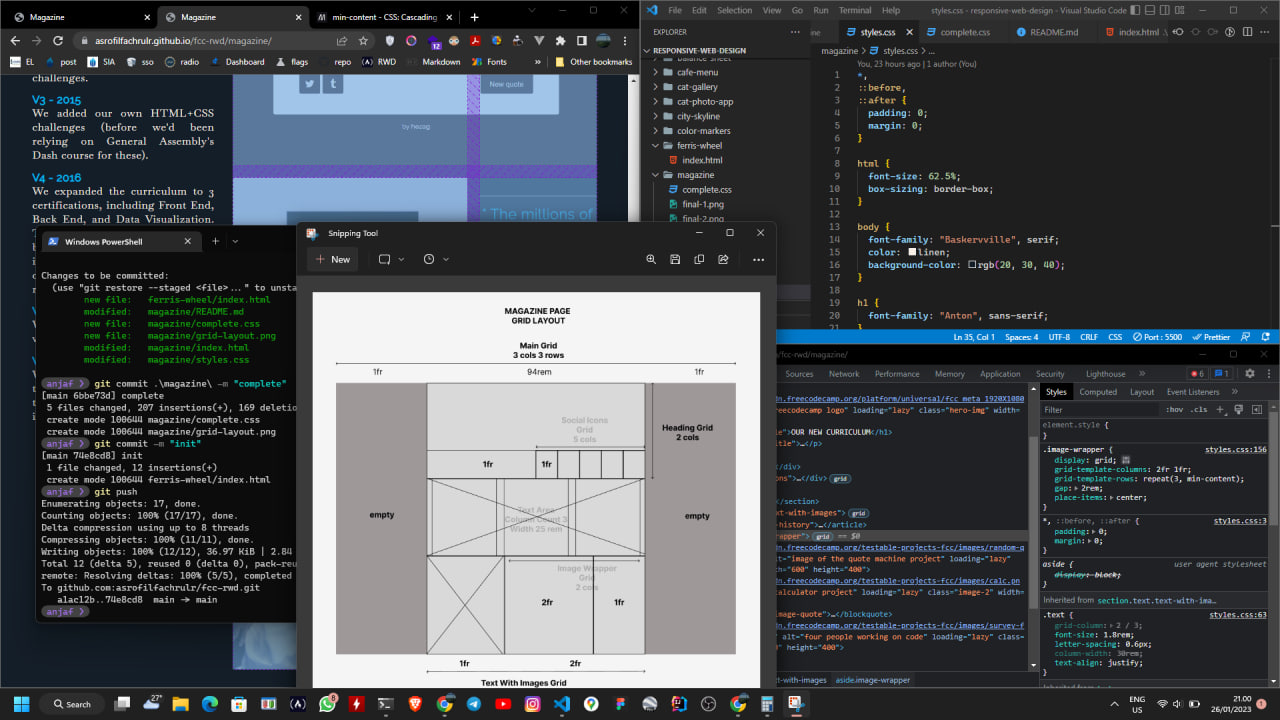 Magazine
Magazine
min-content - CSS: Cascading
asrofilfachrulr.github.io/fcc-rwd/magazine/
12
EL
post
SIA
sso
radio
Dashboard
flags
repo
RWD
Markdown
Fonts
»
Other bookmarks
challenges.
V3 - 2015
We added our own HTML+CSS
challenges (before we'd been
relying on General Assembly's
Dash course for these).
V4 - 2016
We expanded the curriculum to 3
certifications, including Front End,
Back End, and Data Visualization.
New quote
by hezag
" The millions of
File Edit Selection View Go Run Terminal Help
styles.css - responsive-web-design - Visual Studio Code
EXPLORER
RESPONSIVE-WEB-DESIGN
balance-sheet
cafe-menu
cat-gallery
cat-photo-app
city-skyline
color-markers
ferris-wheel
index.html
magazine
complete.css
final-1.png
final-2.png
styles.css
complete.css
README.md
index.html .\
magazine > styles.css > ...
You, 23 hours ago | 1 author (You)
1 *,
2 ::before,
3 ::after {
4 padding: 0;
5 margin: 0;
6 }
7
8 html {
9 font-size: 62.5%;
10 box-sizing: border-box;
11 }
12
13 body {
14 font-family: "Baskervville", serif;
15 color: linen;
16 background-color: rgb(20, 30, 40);
17 }
18
19 h1 {
20 font-family: "Anton", sans-serif;
21 }
Ln 35, Col 1 Spaces: 4 UTF-8 CRLF CSS Port : 5500 Prettier
Windows PowerShell
Changes to be committed:
(use "git restore --staged <file>..." to unsta
new file: ferris-wheel/index.html
modified: magazine/README.md
new file: magazine/complete.css
new file: magazine/grid-layout.png
modified: magazine/index.html
modified: magazine/styles.css
anjaf git commit .\magazine\ -m "complete"
[main 6bbe73d] complete
5 files changed, 207 insertions(+), 169 deletio
create mode 100644 magazine/complete.css
create mode 100644 magazine/grid-layout.png
anjaf git commit -m "init"
[main 74e8cd8] init
1 file changed, 12 insertions(+)
create mode 100644 ferris-wheel/index.html
anjaf git push
Enumerating objects: 17, done.
Counting objects: 100% (17/17), done.
Delta compression using up to 8 threads
Compressing objects: 100% (11/11), done.
Writing objects: 100% (12/12), 36.97 KiB | 2.84
Total 12 (delta 5), reused 0 (delta 0), pack-reu
remote: Resolving deltas: 100% (5/5), completed
To github.com:asrofilfachrulr/fcc-rwd.git
a1ac12b..74e8cd8 main -> main
anjaf
Snipping Tool
New
MAGAZINE PAGE
GRID LAYOUT
Main Grid
3 cols 3 rows
1fr 94rem 1fr
Social Icons
Grid
5 cols
Heading Grid
2 cols
1fr 1fr
empty
Text Area
Column Count 3
Width 25 rem
empty
Image Wrapper
Grid
2 cols
2fr 1fr
1fr 2fr
Text With Images Grid
/fcc-rwd/magazine/
Sources Network Performance Memory Application Security Lighthouse » 6 1
dn.freecodecamp.org/platform/universal/fcc_meta_1920X1080
freecodecamp logo" loading="lazy" class="hero-img" width=
"title">OUR NEW CURRICULUM</h1>
title">…</p>
</div>
ons">…</div> grid
</section>
xt-with-images"> grid
-history">…</article>
rapper"> grid == $0
dn.freecodecamp.org/testable-projects-fcc/images/random-q
="image of the quote machine project" loading="lazy"
"600" height="400">
dn.freecodecamp.org/testable-projects-fcc/images/calc.pn
calculator project" loading="lazy" class="image-2" width=
image-quote">…</blockquote>
dn.freecodecamp.org/testable-projects-fcc/images/survey-f
alt="four people working on code" loading="lazy" class=
height="400">
xt-with-images aside.image-wrapper
Styles Computed Layout Event Listeners »
Filter :hov .cls
element.style {
}
.image-wrapper { styles.css:156
display: grid;
grid-template-columns: 2fr 1fr;
grid-template-rows: repeat(3, min-content);
gap: 2rem;
place-items: center;
}
*, ::before, ::after { styles.css:3
padding: 0;
margin: 0;
}
aside { user agent stylesheet
display: block;
}
Inherited from section.text.text-with-ima…
.text { styles.css:63
grid-column: 2 / 3;
font-size: 1.8rem;
letter-spacing: 0.6px;
column-width: 30rem;
text-align: justify;
}
Search
27°
8
ENG
US
21.00
26/01/2023